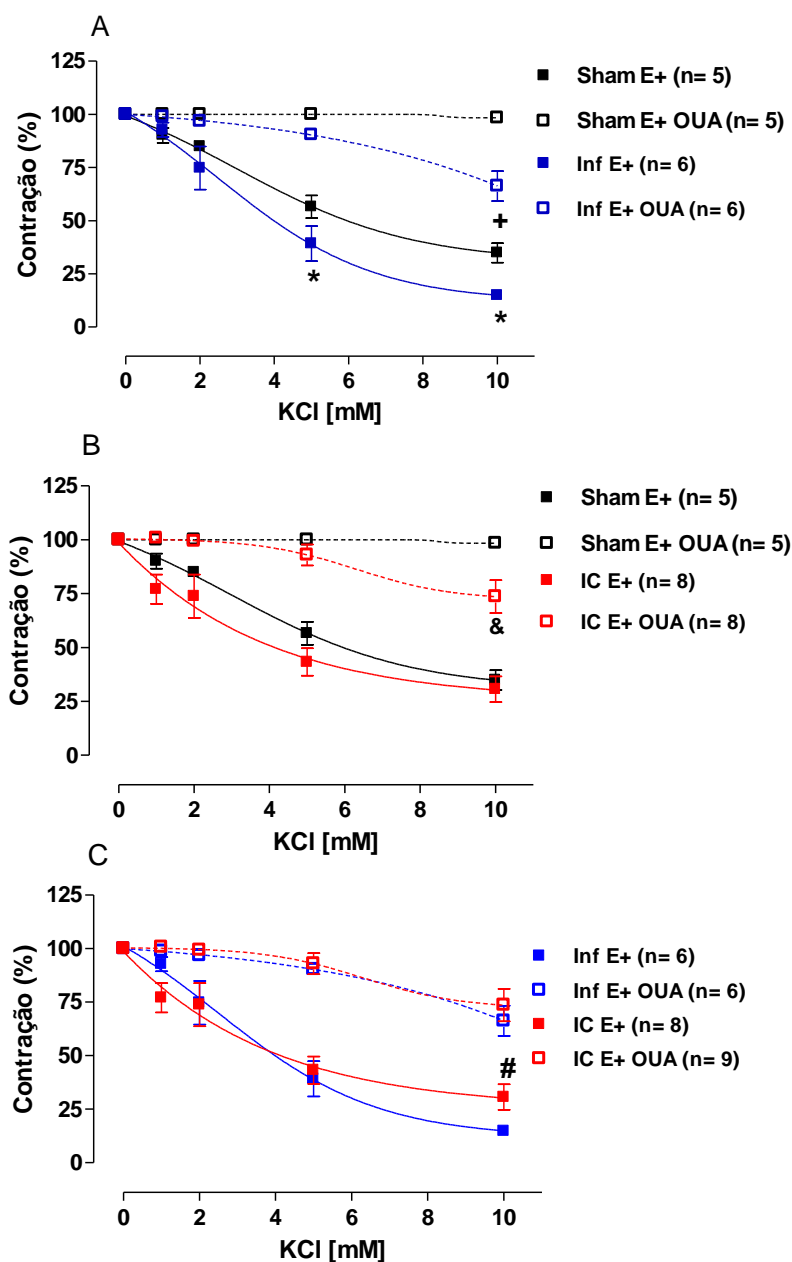 A
125
100
75
50
25
0
Contração (%)
+
*
*
0 2 4 6 8 10
KCl [mM]
Sham E+ (n= 5)
Sham E+ OUA (n= 5)
Inf E+ (n= 6)
Inf E+ OUA (n= 6)
B
125
100
75
50
25
0
Contração (%)
&
0 2 4 6 8 10
KCl [mM]
Sham E+ (n= 5)
Sham E+ OUA (n= 5)
IC E+ (n= 8)
IC E+ OUA (n= 8)
C
125
100
75
50
25
0
Contração (%)
#
0 2 4 6 8 10
KCl [mM]
Inf E+ (n= 6)
Inf E+ OUA (n= 6)
IC E+ (n= 8)
IC E+ OUA (n= 9)